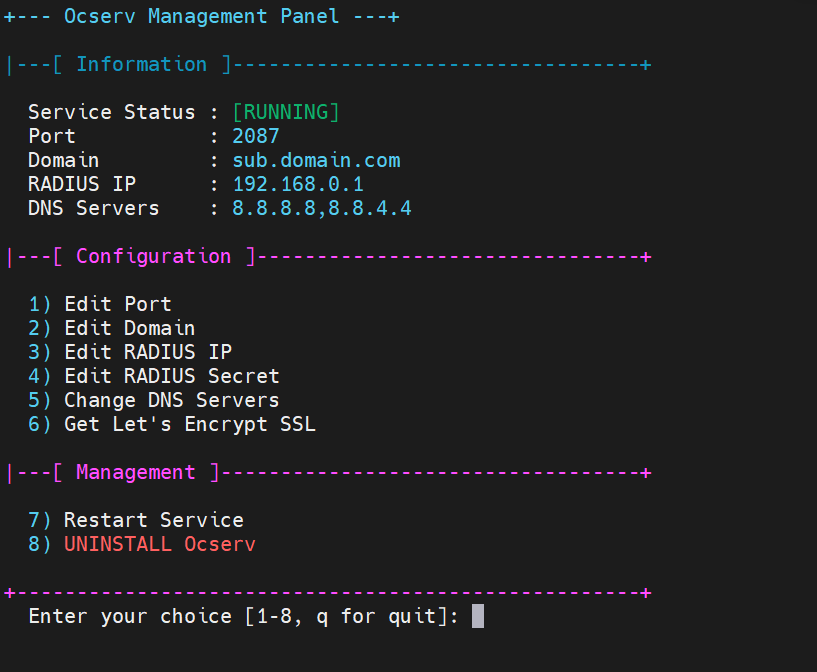 +--- Ocserv Management Panel ---+
|---[ Information ]----------------------------------+
Service Status : [RUNNING]
Port           : 2087
Domain         : sub.domain.com
RADIUS IP      : 192.168.0.1
DNS Servers    : 8.8.8.8,8.8.4.4
|---[ Configuration ]--------------------------------+
1) Edit Port
2) Edit Domain
3) Edit RADIUS IP
4) Edit RADIUS Secret
5) Change DNS Servers
6) Get Let's Encrypt SSL
|---[ Management ]-----------------------------------+
7) Restart Service
8) UNINSTALL Ocserv
+----------------------------------------------------+
Enter your choice [1-8, q for quit]: